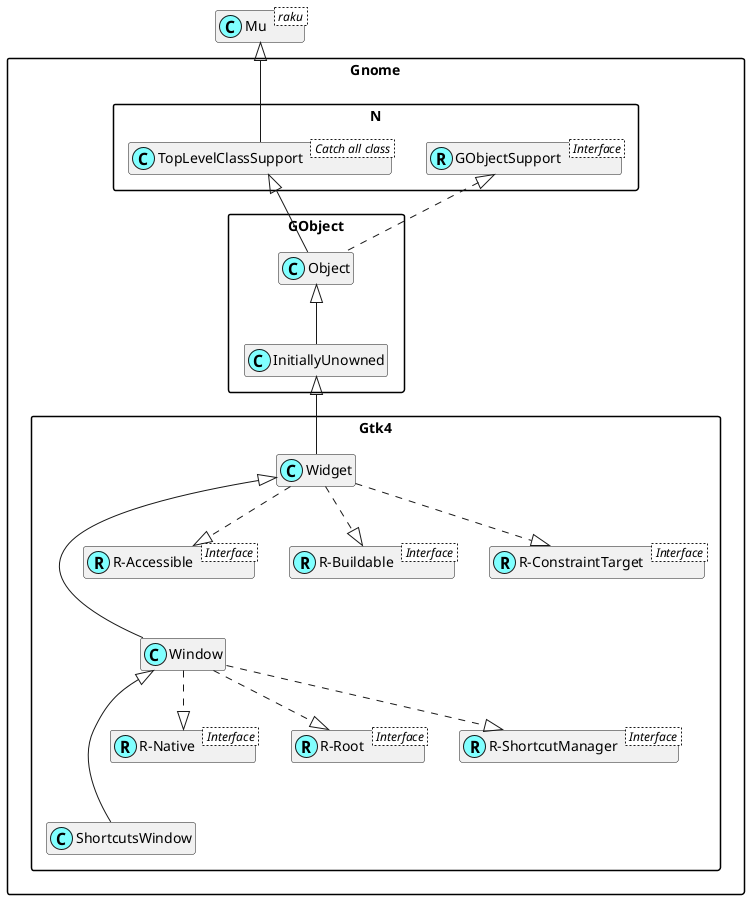 C Mu raku
Gnome
N
C TopLevelClassSupport Catch all class
R GObjectSupport Interface
GObject
C Object
C InitiallyUnowned
Gtk4
C Widget
R R-Accessible Interface
R R-Buildable Interface
R R-ConstraintTarget Interface
C Window
R R-Native Interface
R R-Root Interface
R R-ShortcutManager Interface
C ShortcutsWindow